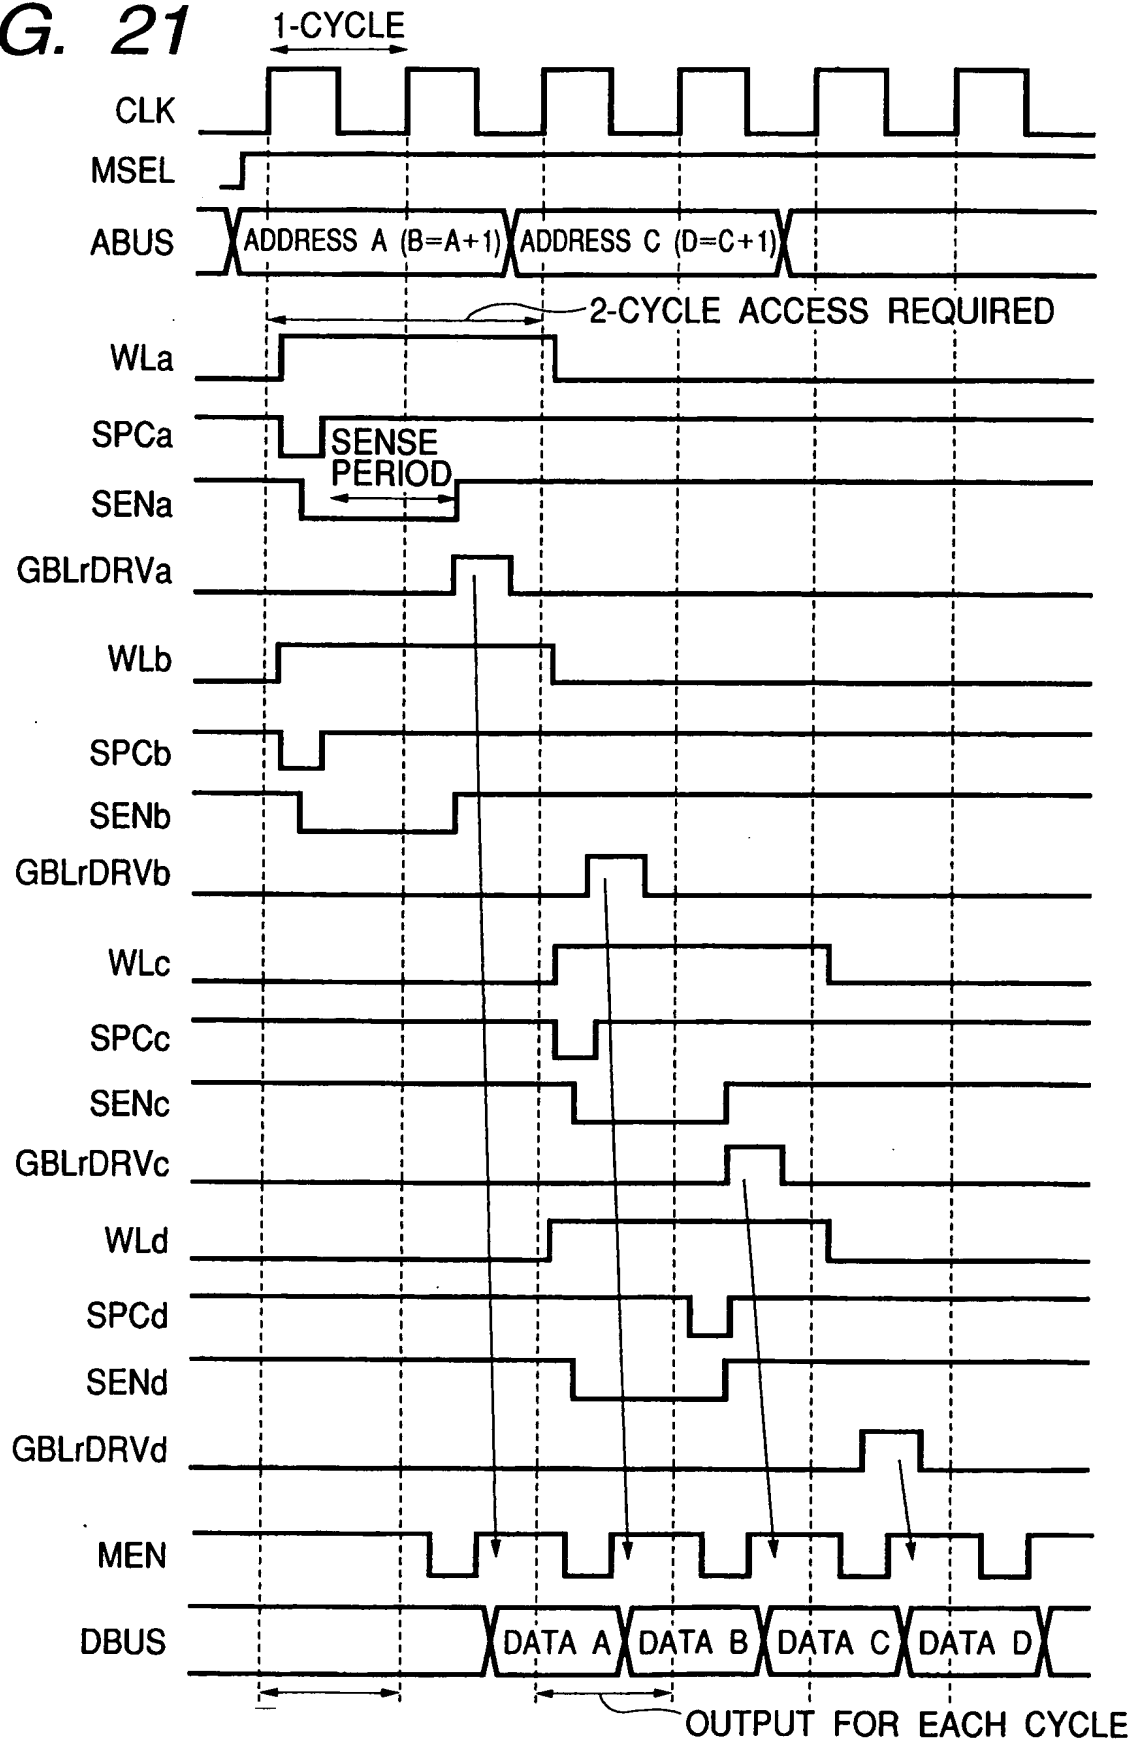 G. 21
1-CYCLE
CLK
MSEL
ABUS
ADDRESS A (B=A+1)
ADDRESS C (D=C+1)
2-CYCLE ACCESS REQUIRED
WLa
SPCa
SENSE
PERIOD
SENa
GBLrDRVa
WLb
SPCb
SENb
GBLrDRVb
WLc
SPCc
SENc
GBLrDRVc
WLd
SPCd
SENd
GBLrDRVd
MEN
DBUS
DATA A
DATA B
DATA C
DATA D
OUTPUT FOR EACH CYCLE